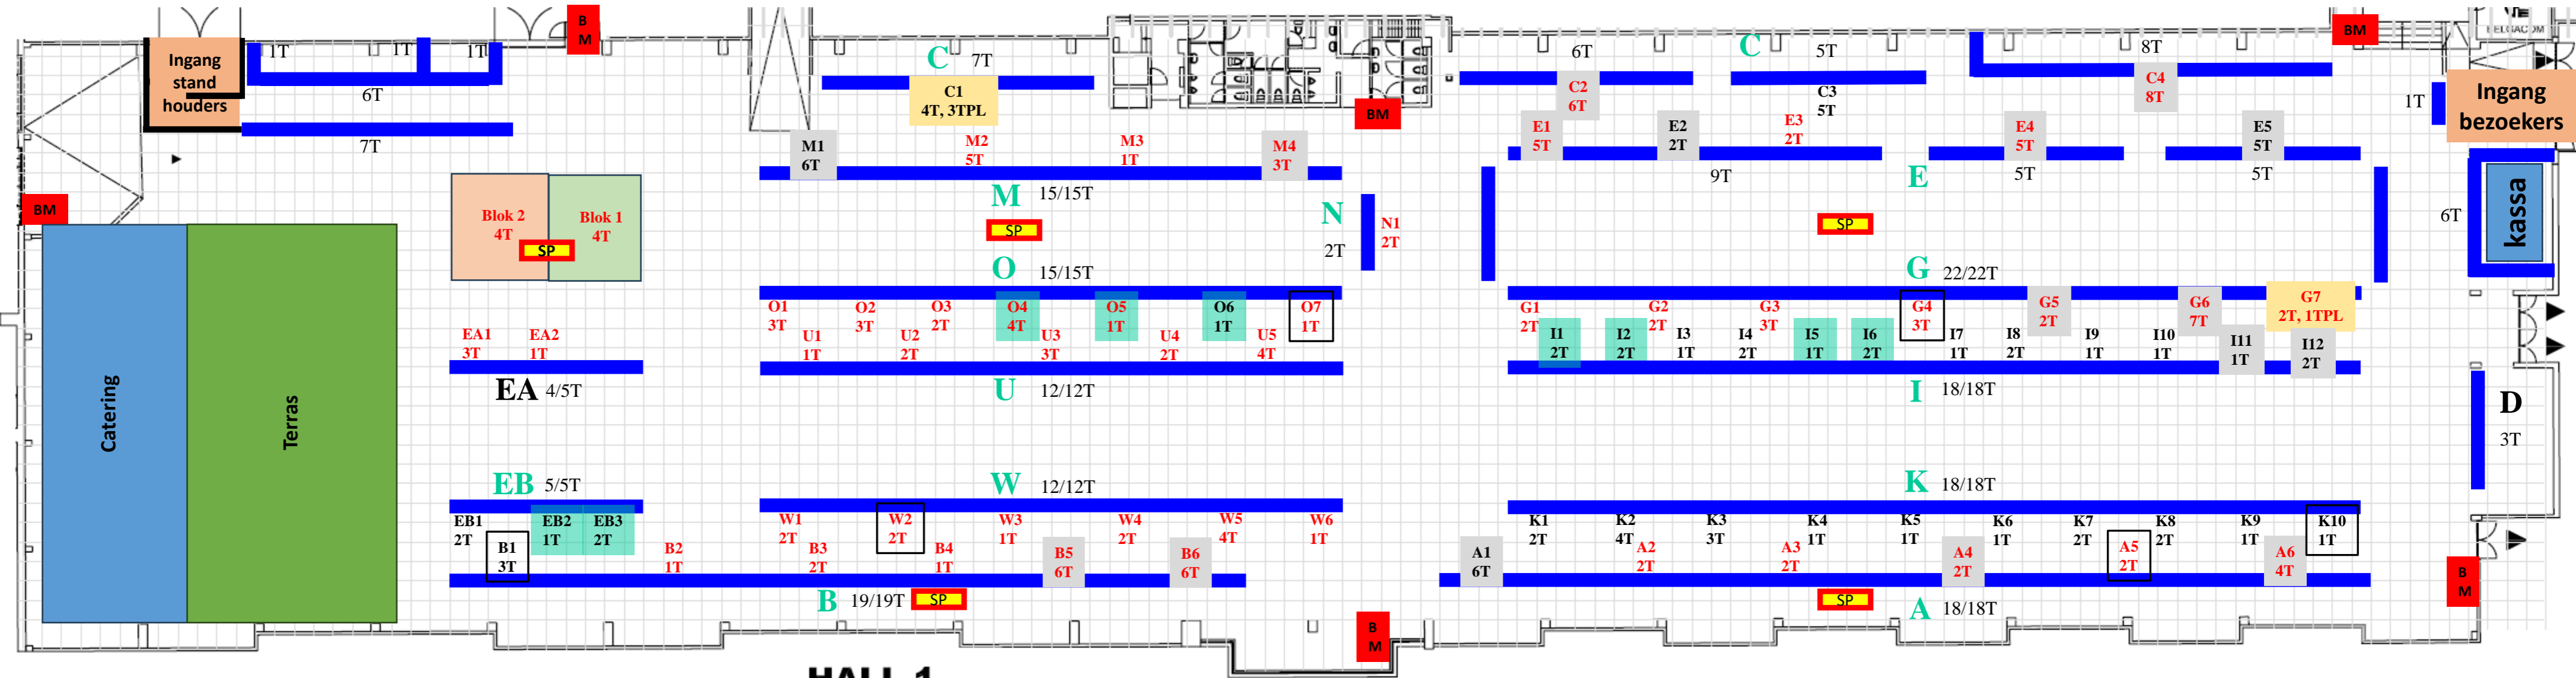 B
M
BM
BELGACOM
Ingang
stand
houders
1T
1T
1T
6T
7T
C
7T
C1
4T, 3TPL
BM
6T
C
5T
8T
C2
6T
C3
5T
C4
8T
1T
Ingang
bezoekers
M1
6T
M2
5T
M3
1T
M4
3T
E1
5T
E2
2T
E3
2T
E4
5T
E5
5T
M
15/15T
9T
E
5T
5T
BM
Blok 2
4T
Blok 1
4T
SP
SP
N
2T
N1
2T
SP
6T
kassa
O
15/15T
G
22/22T
O1
3T
O2
3T
O3
2T
O4
4T
O5
1T
O6
1T
O7
1T
G1
2T
G2
2T
G3
3T
G4
3T
G5
2T
G6
7T
G7
2T, 1TPL
EA1
3T
EA2
1T
U1
1T
U2
2T
U3
3T
U4
2T
U5
4T
I1
2T
I2
2T
I3
1T
I4
2T
I5
1T
I6
2T
I7
1T
I8
2T
I9
1T
I10
1T
I11
1T
I12
2T
EA
4/5T
U
12/12T
I
18/18T
Catering
Terras
D
3T
EB
5/5T
W
12/12T
K
18/18T
EB1
2T
EB2
1T
EB3
2T
W1
2T
W2
2T
W3
1T
W4
2T
W5
4T
W6
1T
K1
2T
K2
4T
K3
3T
K4
1T
K5
1T
K6
1T
K7
2T
K8
2T
K9
1T
K10
1T
B1
3T
B2
1T
B3
2T
B4
1T
B5
6T
B6
6T
A1
6T
A2
2T
A3
2T
A4
2T
A5
2T
A6
4T
B
M
B
19/19T
SP
SP
A
18/18T
B
M
HALL 1